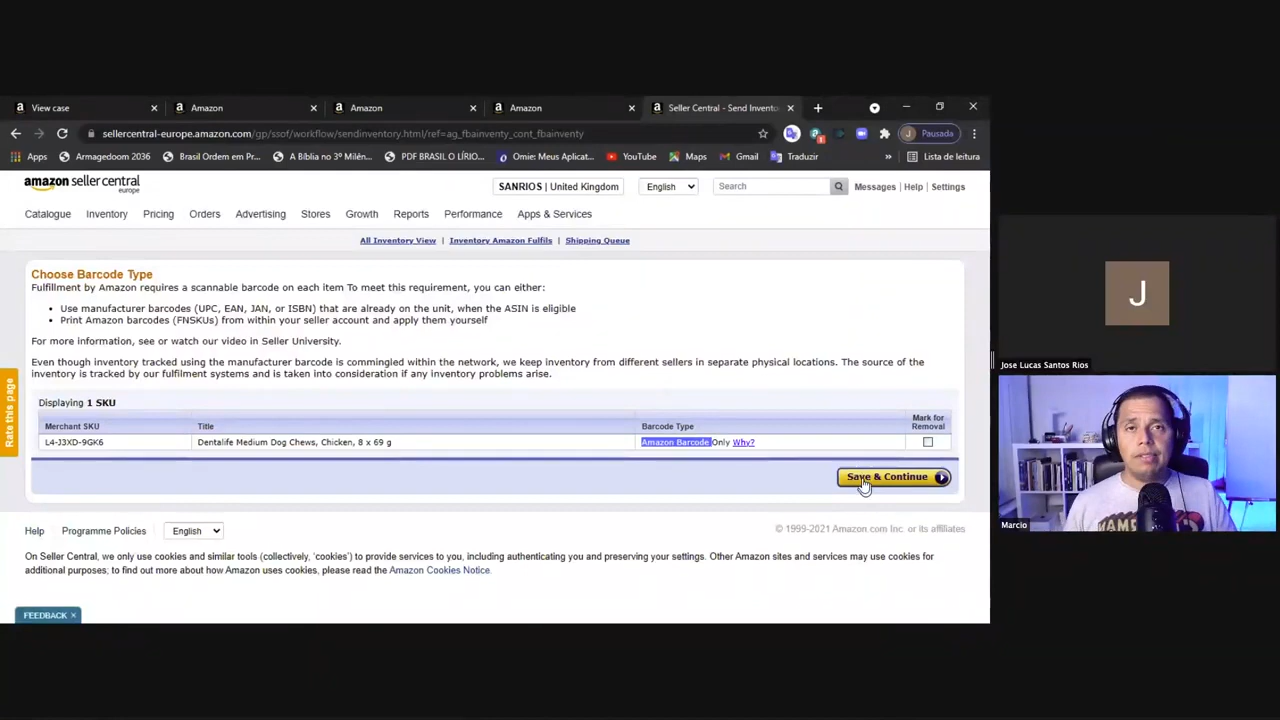 View case
Amazon
Amazon
Amazon
Seller Central - Send Invento
sellercentral-europe.amazon.com/gp/ssof/workflow/sendinventory.html/ref=ag_fbainventy_cont_fbainventy
J
Pausada
Apps
Armagedoom 2036
Brasil Ordem em Pr...
A Bíblia no 3º Milên...
PDF BRASIL O LÍRIO...
Omie: Meus Aplicat...
YouTube
Maps
Gmail
Traduzir
»
Lista de leitura
amazon seller central
europe
SANRIOS | United Kingdom
English
Search
Messages | Help | Settings
Catalogue
Inventory
Pricing
Orders
Advertising
Stores
Growth
Reports
Performance
Apps & Services
All Inventory View | Inventory Amazon Fulfils | Shipping Queue
Choose Barcode Type
Fulfillment by Amazon requires a scannable barcode on each item To meet this requirement, you can either:
• Use manufacturer barcodes (UPC, EAN, JAN, or ISBN) that are already on the unit, when the ASIN is eligible
• Print Amazon barcodes (FNSKUs) from within your seller account and apply them yourself
For more information, see or watch our video in Seller University.
Even though inventory tracked using the manufacturer barcode is commingled within the network, we keep inventory from different sellers in separate physical locations. The source of the
inventory is tracked by our fulfilment systems and is taken into consideration if any inventory problems arise.
Rate this page
Displaying 1 SKU
Merchant SKU
Title
Barcode Type
Mark for
Removal
L4-J3XD-9GK6
Dentalife Medium Dog Chews, Chicken, 8 x 69 g
Amazon Barcode Only Why?
Save & Continue
Help
Programme Policies
English
© 1999-2021 Amazon.com Inc. or its affiliates
On Seller Central, we only use cookies and similar tools (collectively, 'cookies') to provide services to you, including authenticating you and preserving your settings. Other Amazon sites and services may use cookies for
additional purposes; to find out more about how Amazon uses cookies, please read the Amazon Cookies Notice.
FEEDBACK ×
J
Jose Lucas Santos Rios
Marcio